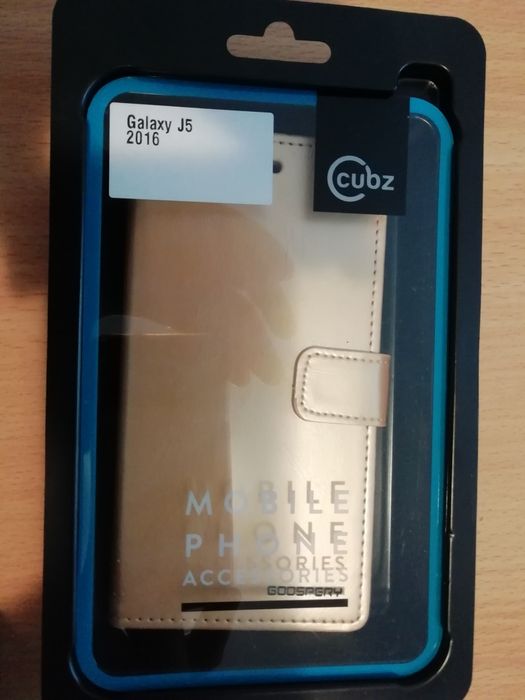 Galaxy J5
2016
cubz
MOBILE
PHONE
ACCESSORIES
GOOSPERY